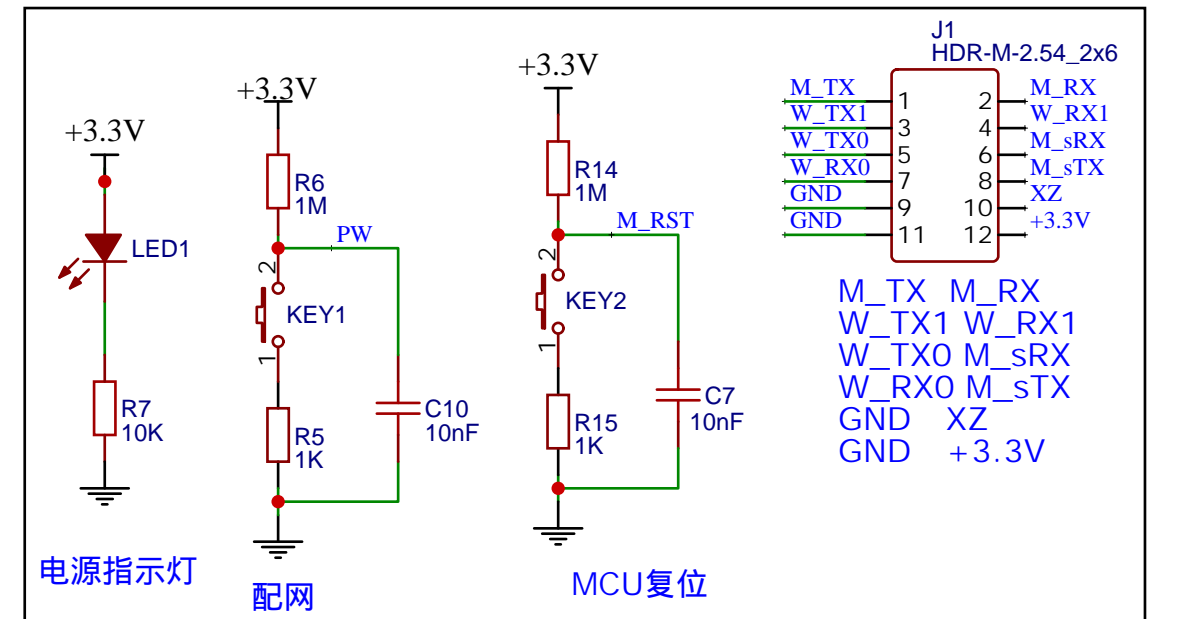 +3.3V
LED1
R7
10K
电源指示灯
+3.3V
R6
1M
PW
2
KEY1
1
R5
1K
C10
10nF
配网
+3.3V
R14
1M
M_RST
2
KEY2
1
R15
1K
C7
10nF
MCU复位
J1
HDR-M-2.54_2x6
M_TX 1 2 M_RX
W_TX1 3 4 W_RX1
W_TX0 5 6 M_sRX
W_RX0 7 8 M_sTX
GND 9 10 XZ
GND 11 12 +3.3V
M_TX M_RX
W_TX1 W_RX1
W_TX0 M_sRX
W_RX0 M_sTX
GND XZ
GND +3.3V